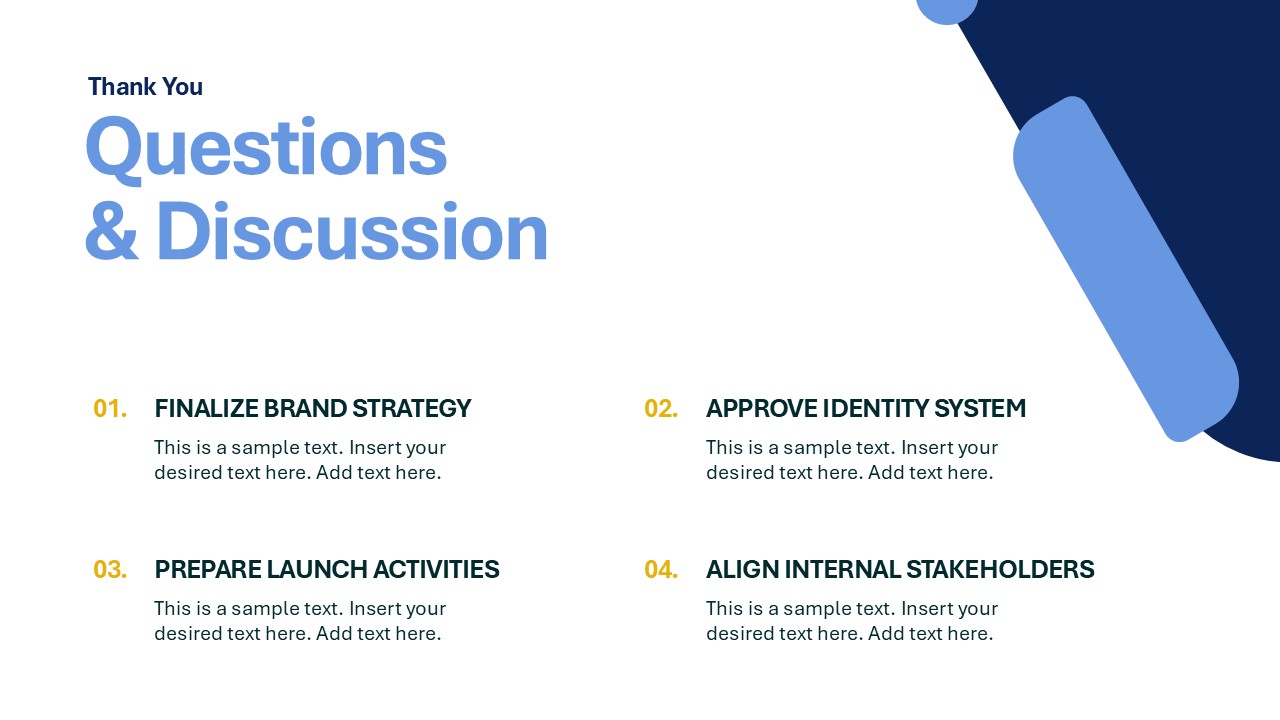 Thank You
Questions
& Discussion
01.
FINALIZE BRAND STRATEGY
This is a sample text. Insert your
desired text here. Add text here.
02.
APPROVE IDENTITY SYSTEM
This is a sample text. Insert your
desired text here. Add text here.
03.
PREPARE LAUNCH ACTIVITIES
This is a sample text. Insert your
desired text here. Add text here.
04.
ALIGN INTERNAL STAKEHOLDERS
This is a sample text. Insert your
desired text here. Add text here.